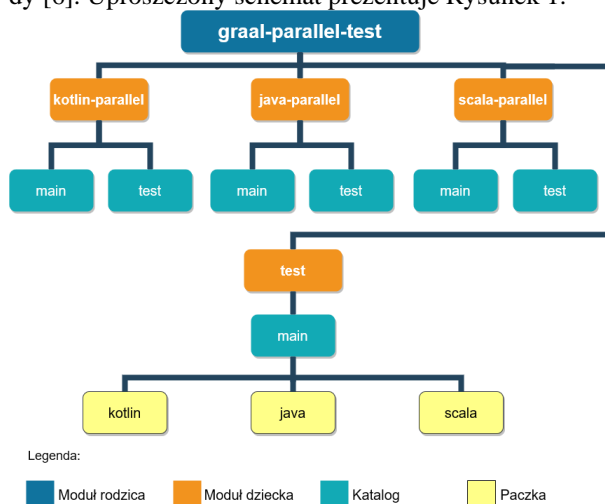 dy [6]. Uproszczony schemat prezentuje Rysunek 1.
graal-parallel-test
kotlin-parallel java-parallel scala-parallel
main test main test main test
test
main
kotlin java scala
Legenda:
Moduł rodzica Moduł dziecka Katalog Paczka